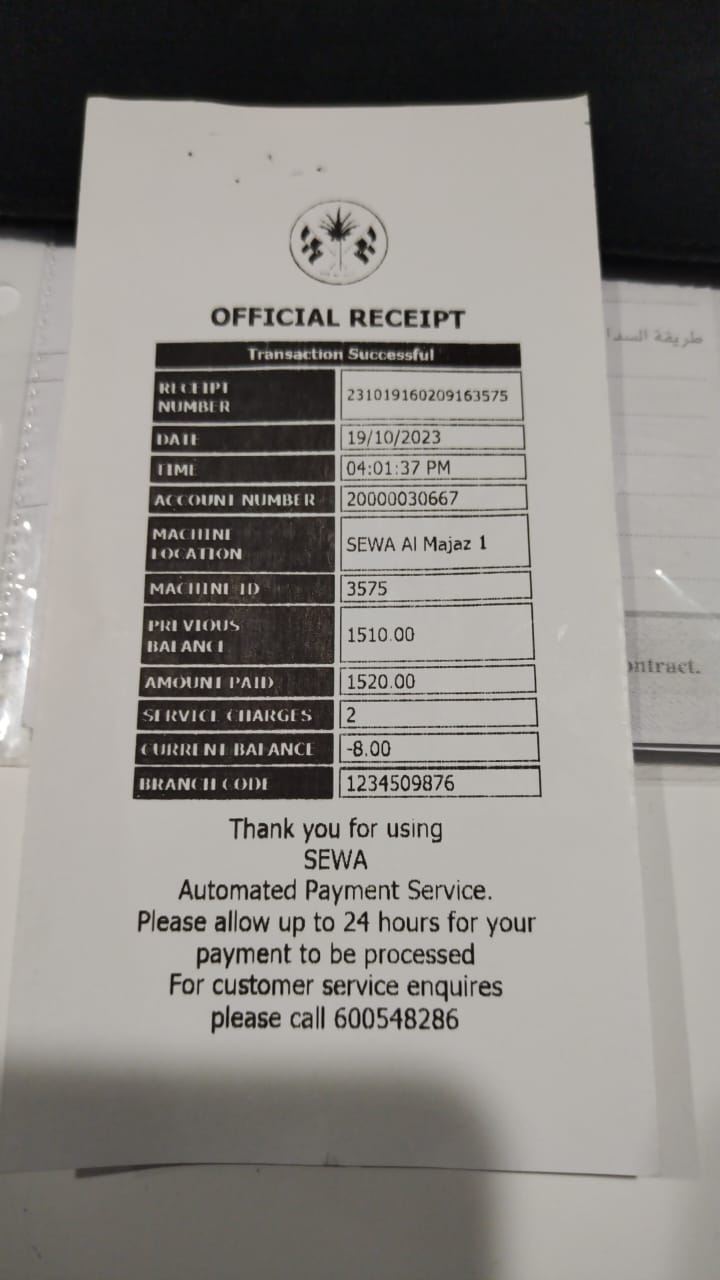 OFFICIAL RECEIPT
Transaction Successful
RECEIPT NUMBER 231019160209163575
DATE 19/10/2023
TIME 04:01:37 PM
ACCOUNT NUMBER 20000030667
MACHINE LOCATION SEWA Al Majaz 1
MACHINE ID 3575
PREVIOUS BALANCE 1510.00
AMOUNT PAID 1520.00
SERVICE CHARGES 2
CURRENT BALANCE -8.00
BRANCH CODE 1234509876
Thank you for using
SEWA
Automated Payment Service.
Please allow up to 24 hours for your
payment to be processed
For customer service enquires
please call 600548286
طريقة